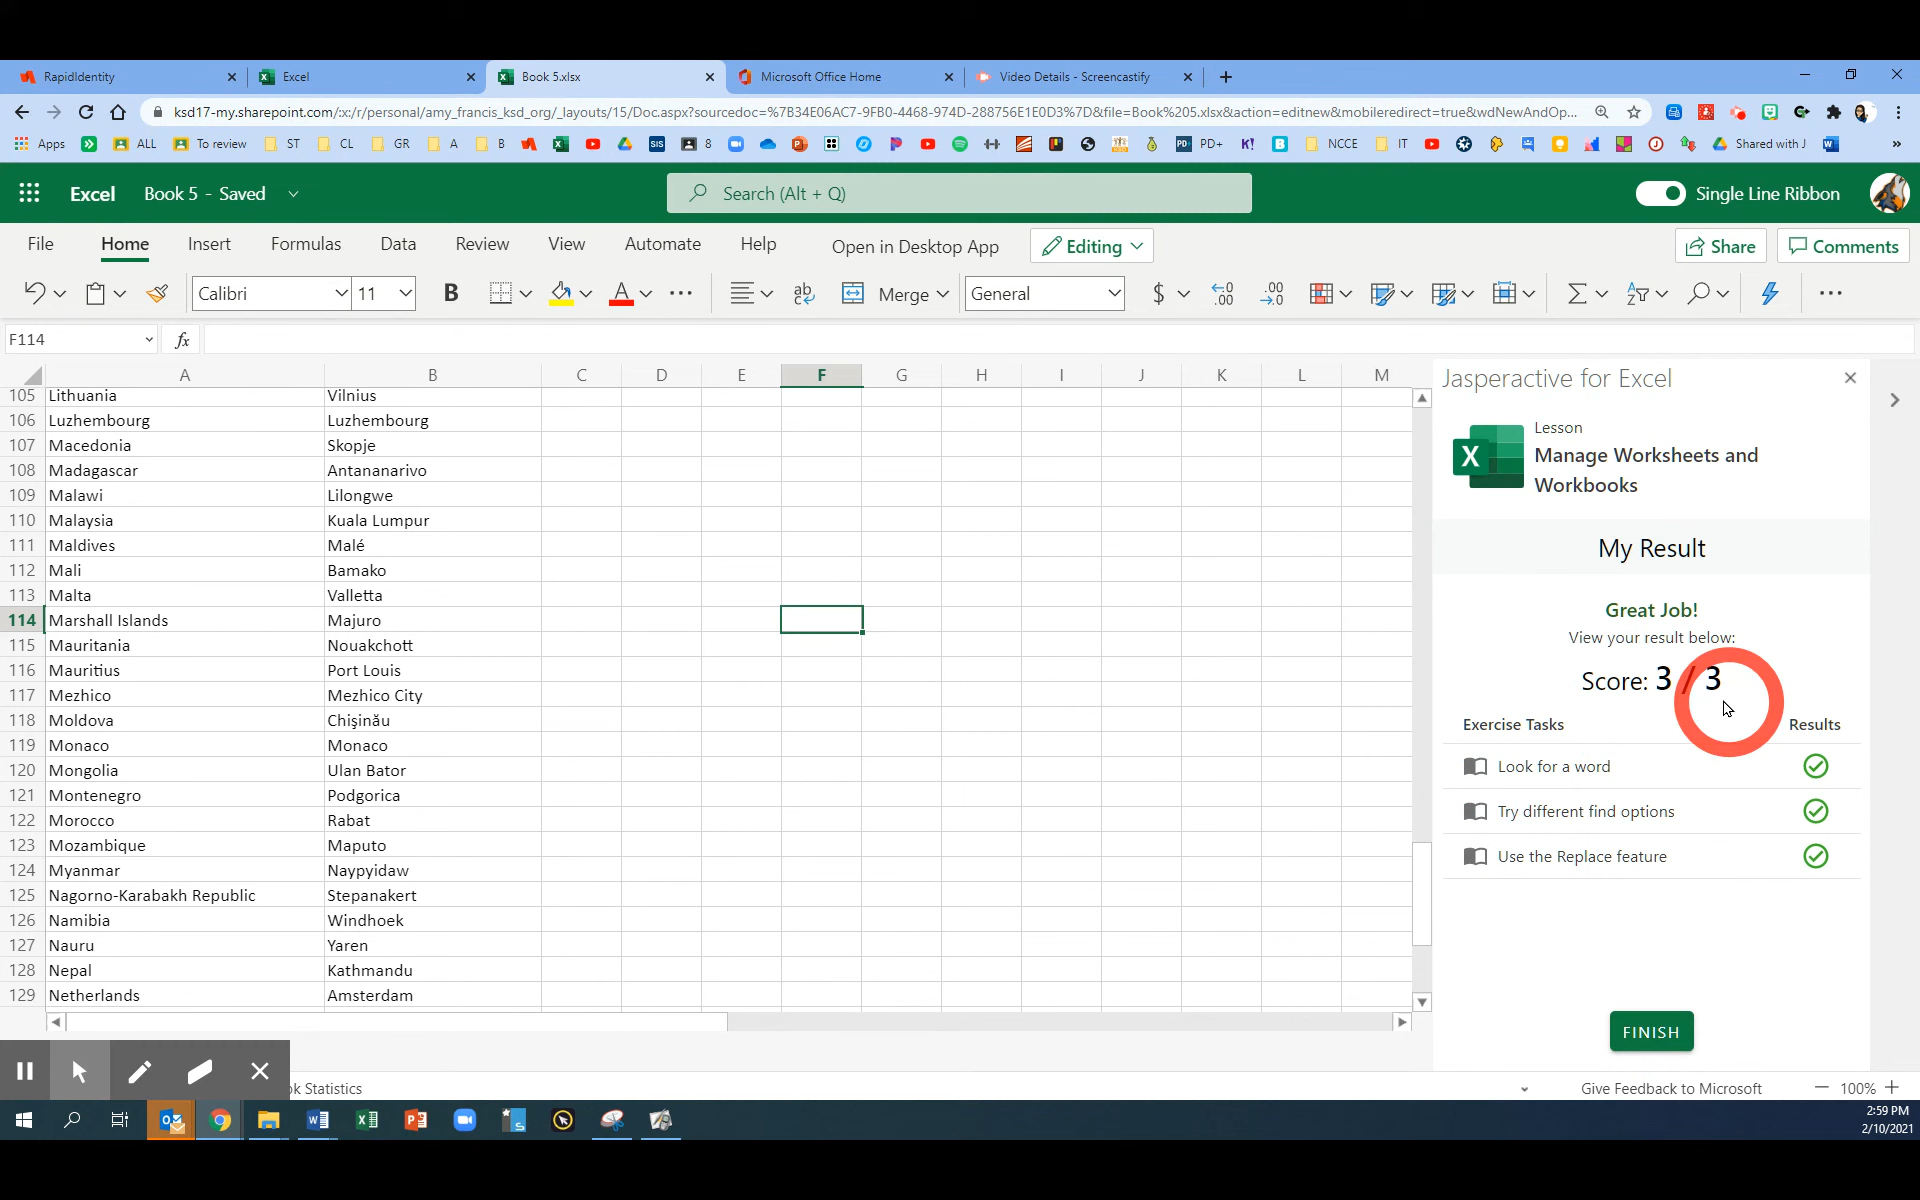 RapidIdentity
Excel
Book 5.xlsx
Microsoft Office Home
Video Details - Screencastify
ksd17-my.sharepoint.com/:x:/r/personal/amy_francis_ksd_org/_layouts/15/Doc.aspx?sourcedoc=%7B34E06AC7-9FB0-4468-974D-288756E1E0D3%7D&file=Book%205.xlsx&action=editnew&mobileredirect=true&wdNewAndOp...
Apps ALL To review ST CL GR A B SIS 8 PD PD+ K! NCCE IT Shared with J »
Excel Book 5 - Saved Search (Alt + Q) Single Line Ribbon
File Home Insert Formulas Data Review View Automate Help Open in Desktop App Editing Share Comments
Calibri 11 B A ab Merge General $
F114 fx
A B C D E F G H I J K L M
105 Lithuania Vilnius
106 Luzhembourg Luzhembourg
107 Macedonia Skopje
108 Madagascar Antananarivo
109 Malawi Lilongwe
110 Malaysia Kuala Lumpur
111 Maldives Malé
112 Mali Bamako
113 Malta Valletta
114 Marshall Islands Majuro
115 Mauritania Nouakchott
116 Mauritius Port Louis
117 Mezhico Mezhico City
118 Moldova Chişinău
119 Monaco Monaco
120 Mongolia Ulan Bator
121 Montenegro Podgorica
122 Morocco Rabat
123 Mozambique Maputo
124 Myanmar Naypyidaw
125 Nagorno-Karabakh Republic Stepanakert
126 Namibia Windhoek
127 Nauru Yaren
128 Nepal Kathmandu
129 Netherlands Amsterdam
Jasperactive for Excel
Lesson
Manage Worksheets and
Workbooks
My Result
Great Job!
View your result below:
Score: 3 / 3
Exercise Tasks Results
Look for a word
Try different find options
Use the Replace feature
FINISH
ok Statistics
Give Feedback to Microsoft 100%
2:59 PM
2/10/2021